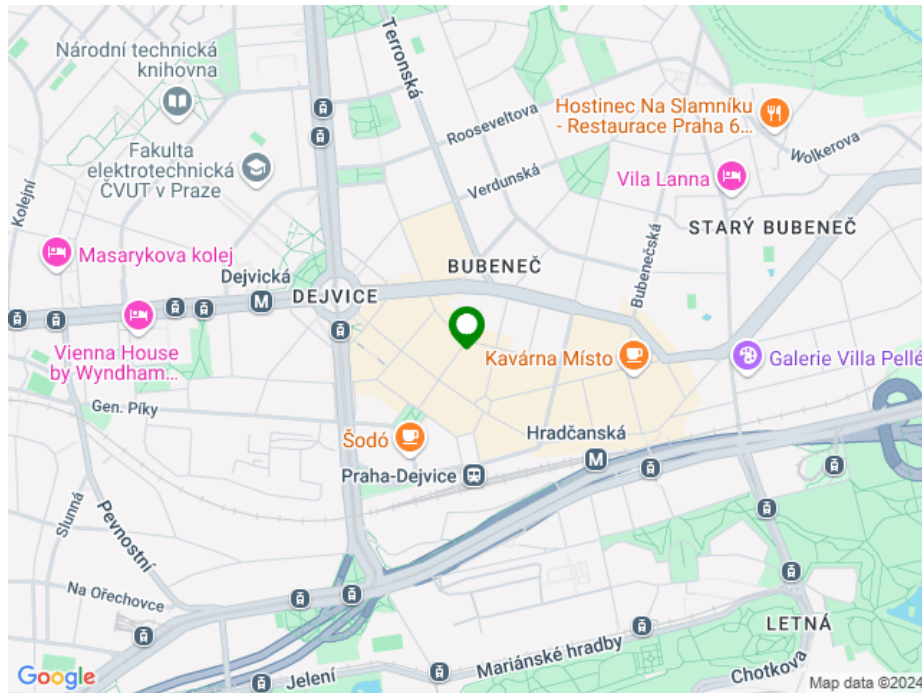 Národní technická
knihovna
Terronská
Hostinec Na Slamníku
- Restaurace Praha 6...
Rooseveltova
Wolkerova
Fakulta
elektrotechnická
ČVUT v Praze
Verdunská
Vila Lanna
Kolejní
STARÝ BUBENEČ
Bubenečská
Masarykova kolej
Dejvická
BUBENEČ
DEJVICE
Vienna House
by Wyndham...
Kavárna Místo
Galerie Villa Pellé
Gen. Píky
Šodó
Hradčanská
Praha-Dejvice
Slunná
Pevnostní
Na Ořechovce
LETNÁ
Mariánské hradby
Chotkova
Jelení
Google
Map data ©2024